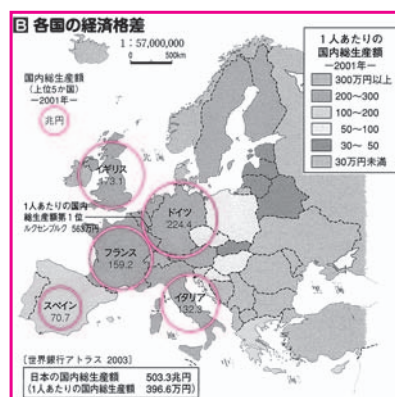 B 各国の経済格差
1：57,000,000
0 500km
国内総生産額
(上位5か国)
－2001年－
兆円
1人あたりの
国内総生産額
－2001年－
300万円以上
200～300
100～200
50～100
30～ 50
30万円未満
イギリス
173.1
1人あたりの国内
総生産額第1位
ルクセンブルク 563万円
ドイツ
224.4
フランス
159.2
スペイン
70.7
イタリア
132.3
〔世界銀行アトラス 2003〕
日本の国内総生産額 503.3兆円
(1人あたりの国内総生産額 396.6万円)